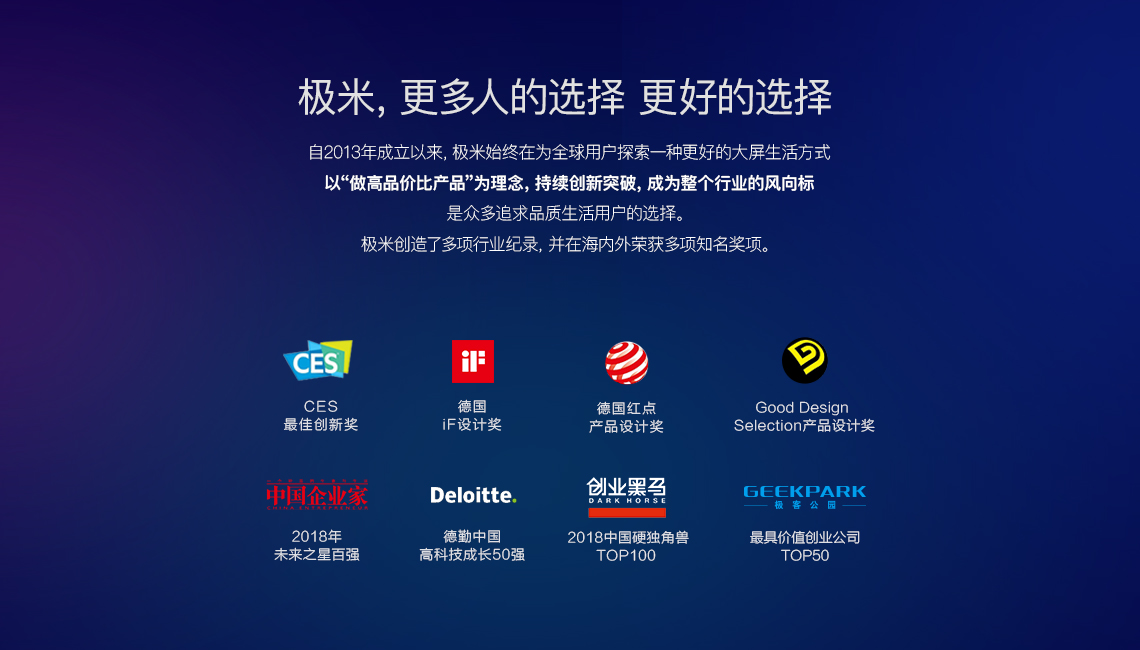 极米, 更多人的选择 更好的选择
自2013年成立以来, 极米始终在为全球用户探索一种更好的大屏生活方式
以“做高品价比产品”为理念, 持续创新突破, 成为整个行业的风向标
是众多追求品质生活用户的选择。
极米创造了多项行业纪录, 并在海内外荣获多项知名奖项。
CES
iF
CES
最佳创新奖
德国
iF设计奖
德国红点
产品设计奖
Good Design
Selection产品设计奖
中国企业家
CHINA ENTREPRENEUR
Deloitte.
创业黑马
DARK HORSE
GEEKPARK
极客公园
2018年
未来之星百强
德勤中国
高科技成长50强
2018中国硬独角兽
TOP100
最具价值创业公司
TOP50